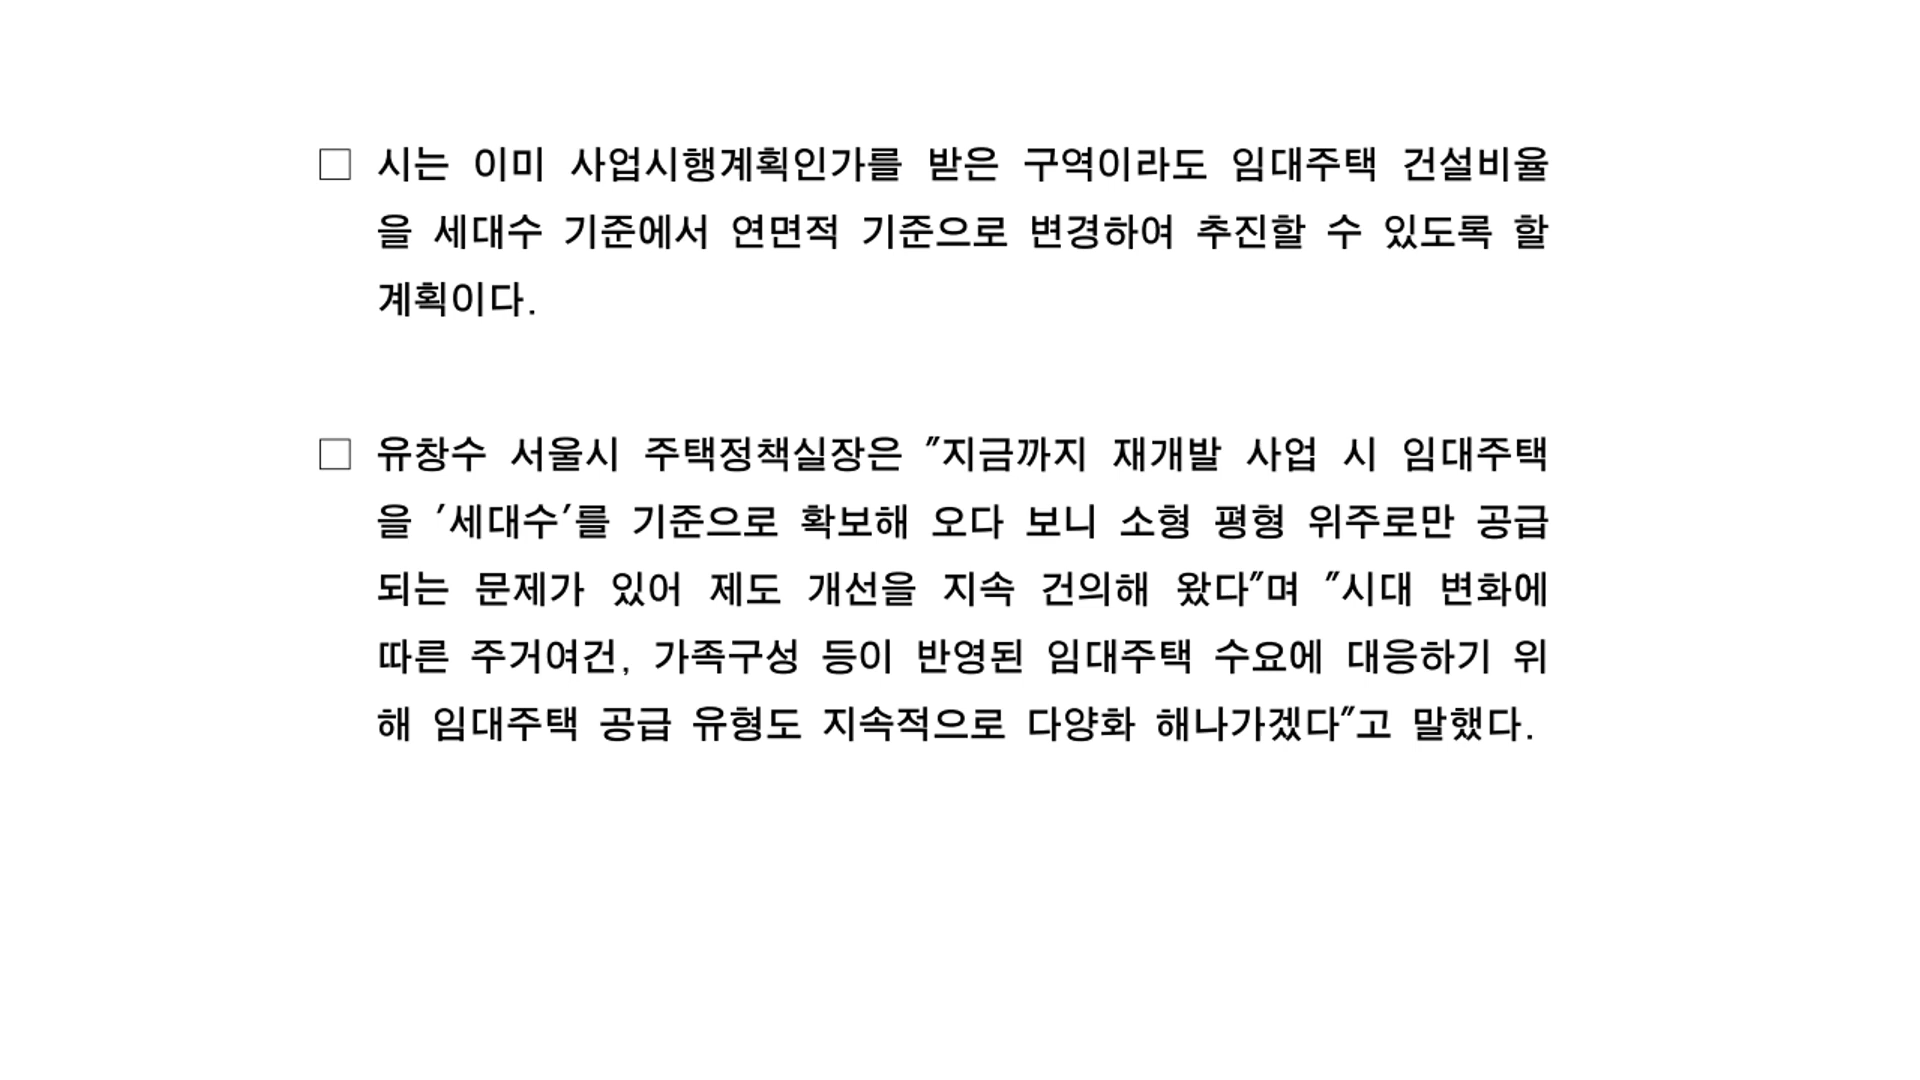 □ 시는 이미 사업시행계획인가를 받은 구역이라도 임대주택 건설비율
을 세대수 기준에서 연면적 기준으로 변경하여 추진할 수 있도록 할
계획이다.
□ 유창수 서울시 주택정책실장은 "지금까지 재개발 사업 시 임대주택
을 '세대수'를 기준으로 확보해 오다 보니 소형 평형 위주로만 공급
되는 문제가 있어 제도 개선을 지속 건의해 왔다"며 "시대 변화에
따른 주거여건, 가족구성 등이 반영된 임대주택 수요에 대응하기 위
해 임대주택 공급 유형도 지속적으로 다양화 해나가겠다"고 말했다.